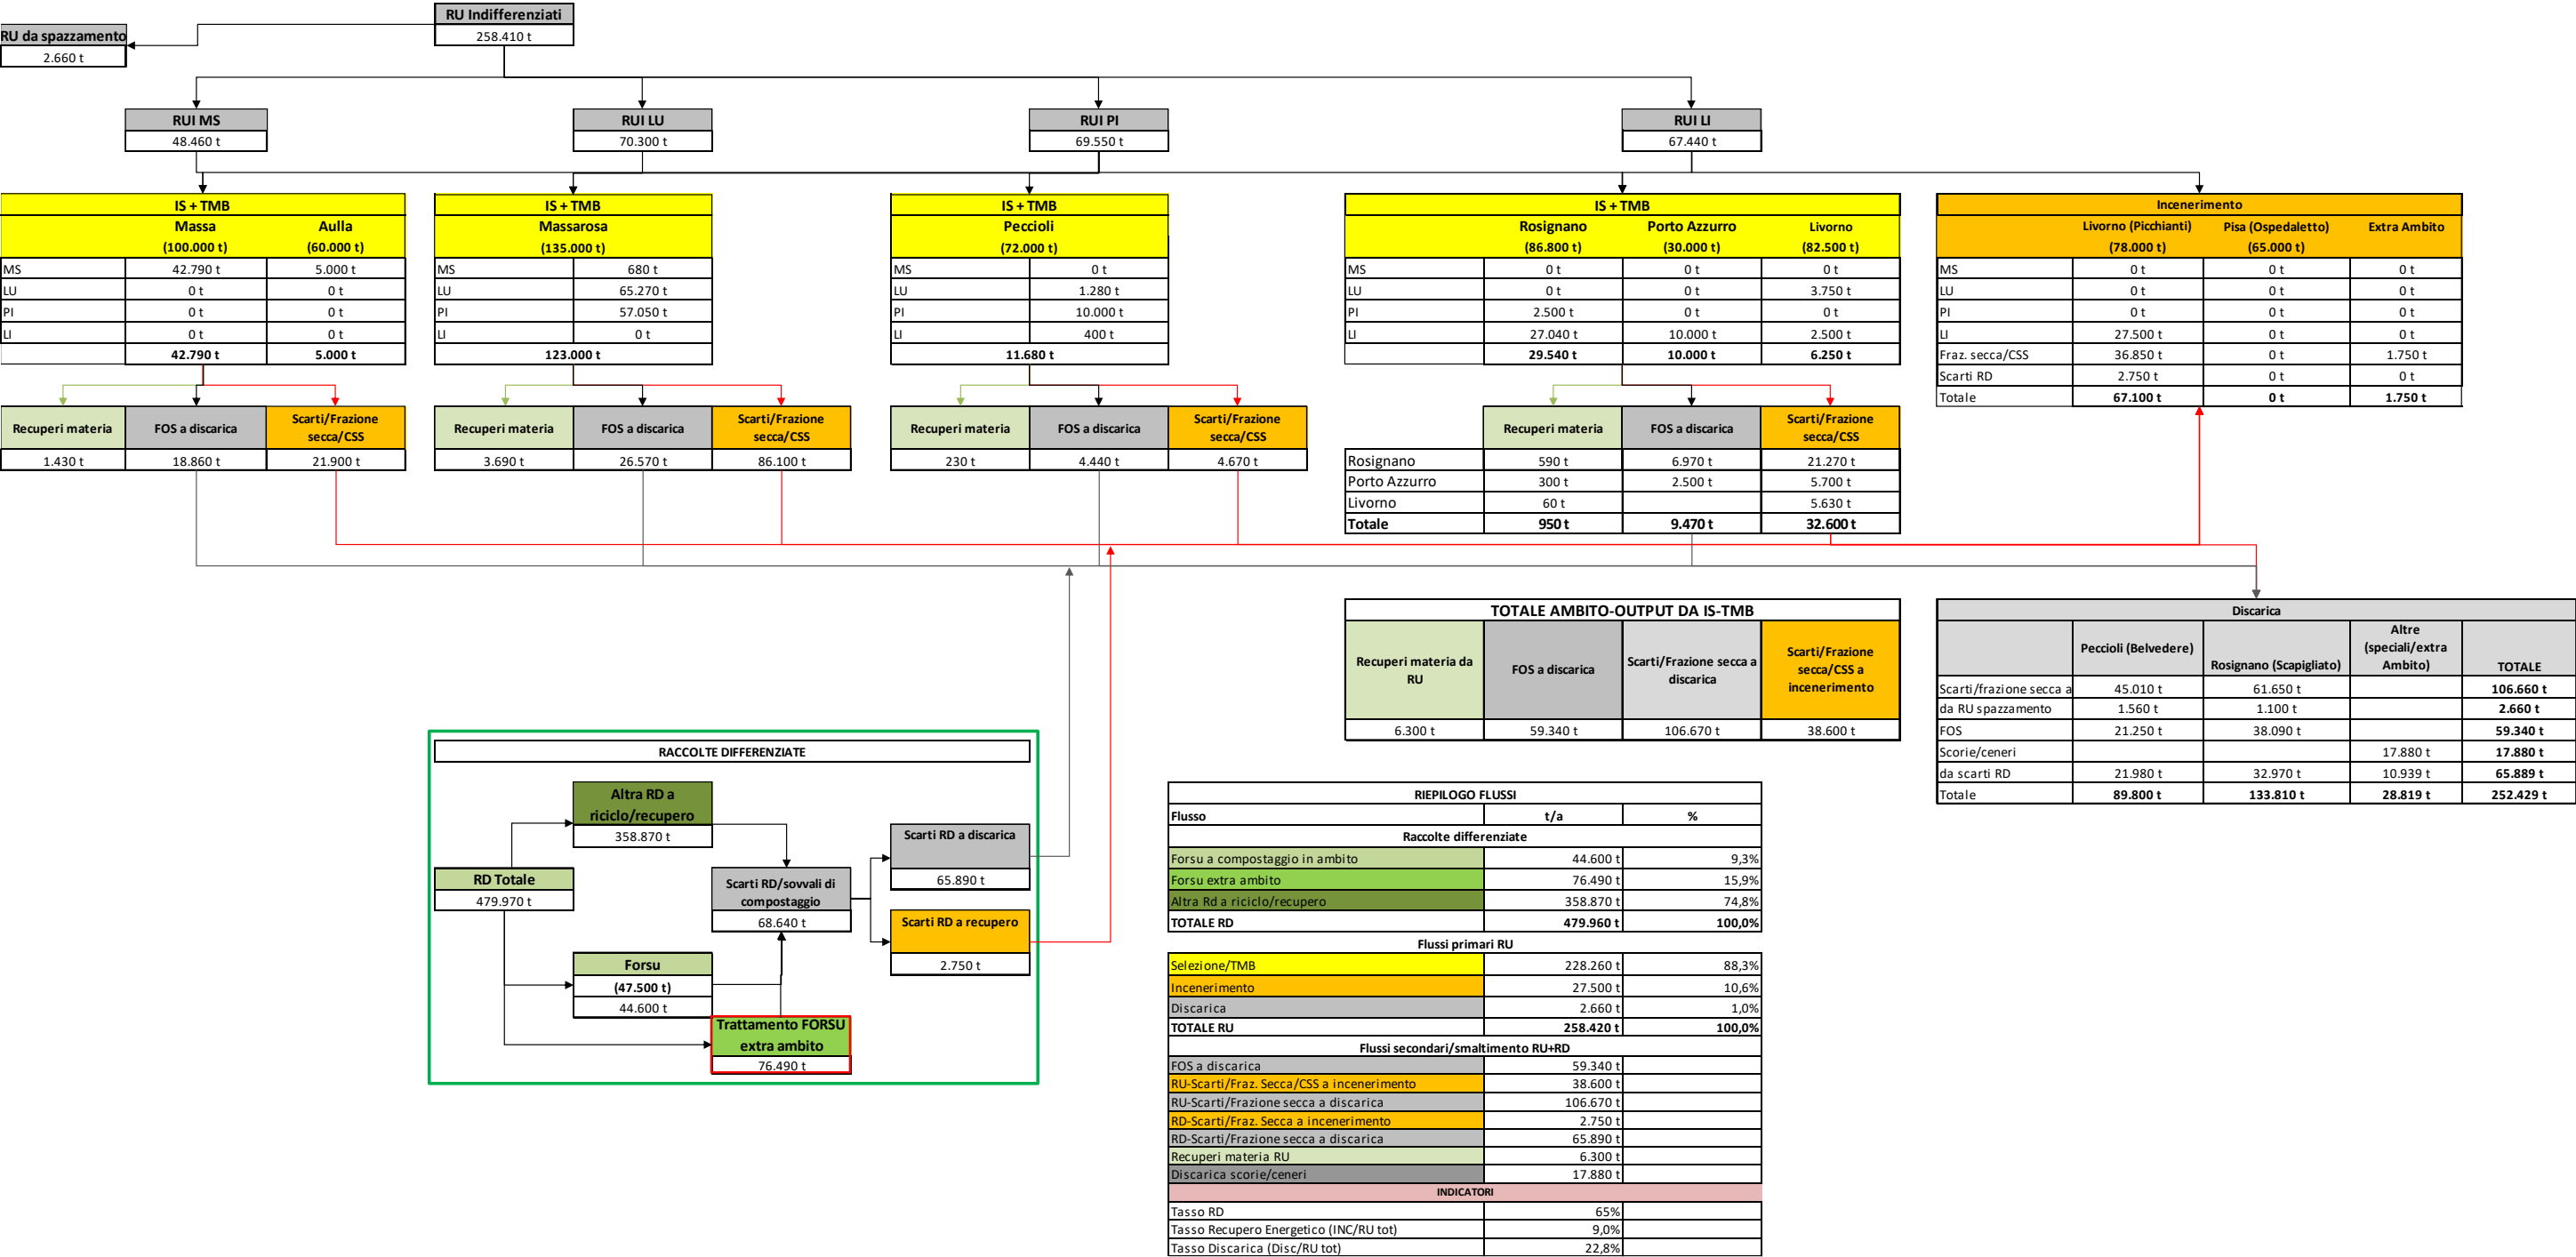 RU Indifferenziati
258.410 t
RU da spazzamento
2.660 t
RUI MS
48.460 t
RUI LU
70.300 t
RUI PI
69.550 t
RUI LI
67.440 t
IS + TMB
Massa Aulla
(100.000 t) (60.000 t)
MS 42.790 t 5.000 t
LU 0 t 0 t
PI 0 t 0 t
LI 0 t 0 t
42.790 t 5.000 t
IS + TMB
Massarosa
(135.000 t)
MS 680 t
LU 65.270 t
PI 57.050 t
LI 0 t
123.000 t
IS + TMB
Peccioli
(72.000 t)
MS 0 t
LU 1.280 t
PI 10.000 t
LI 400 t
11.680 t
IS + TMB
Rosignano Porto Azzurro Livorno
(86.800 t) (30.000 t) (82.500 t)
MS 0 t 0 t 0 t
LU 0 t 0 t 3.750 t
PI 2.500 t 0 t 0 t
LI 27.040 t 10.000 t 2.500 t
29.540 t 10.000 t 6.250 t
Incenerimento
Livorno (Picchianti) Pisa (Ospedaletto) Extra Ambito
(78.000 t) (65.000 t)
MS 0 t 0 t 0 t
LU 0 t 0 t 0 t
PI 0 t 0 t 0 t
LI 27.500 t 0 t 0 t
Fraz. secca/CSS 36.850 t 0 t 1.750 t
Scarti RD 2.750 t 0 t 0 t
Totale 67.100 t 0 t 1.750 t
Recuperi materia FOS a discarica Scarti/Frazione
secca/CSS
1.430 t 18.860 t 21.900 t
Recuperi materia FOS a discarica Scarti/Frazione
secca/CSS
3.690 t 26.570 t 86.100 t
Recuperi materia FOS a discarica Scarti/Frazione
secca/CSS
230 t 4.440 t 4.670 t
Recuperi materia FOS a discarica Scarti/Frazione
secca/CSS
Rosignano 590 t 6.970 t 21.270 t
Porto Azzurro 300 t 2.500 t 5.700 t
Livorno 60 t 5.630 t
Totale 950 t 9.470 t 32.600 t
TOTALE AMBITO-OUTPUT DA IS-TMB
Recuperi materia da
RU
FOS a discarica
Scarti/Frazione secca a
discarica
Scarti/Frazione
secca/CSS a
incenerimento
6.300 t 59.340 t 106.670 t 38.600 t
Discarica
Peccioli (Belvedere) Rosignano (Scapigliato)
Altre
(speciali/extra
Ambito)
TOTALE
Scarti/frazione secca a 45.010 t 61.650 t 106.660 t
da RU spazzamento 1.560 t 1.100 t 2.660 t
FOS 21.250 t 38.090 t 59.340 t
Scorie/ceneri 17.880 t 17.880 t
da scarti RD 21.980 t 32.970 t 10.939 t 65.889 t
Totale 89.800 t 133.810 t 28.819 t 252.429 t
RACCOLTE DIFFERENZIATE
Altra RD a
riciclo/recupero
358.870 t
RD Totale
479.970 t
Scarti RD/sovvali di
compostaggio
68.640 t
Scarti RD a discarica
65.890 t
Scarti RD a recupero
2.750 t
Forsu
(47.500 t)
44.600 t
Trattamento FORSU
extra ambito
76.490 t
RIEPILOGO FLUSSI
Flusso t/a %
Raccolte differenziate
Forsu a compostaggio in ambito 44.600 t 9,3%
Forsu extra ambito 76.490 t 15,9%
Altra Rd a riciclo/recupero 358.870 t 74,8%
TOTALE RD 479.960 t 100,0%
Flussi primari RU
Selezione/TMB 228.260 t 88,3%
Incenerimento 27.500 t 10,6%
Discarica 2.660 t 1,0%
TOTALE RU 258.420 t 100,0%
Flussi secondari/smaltimento RU+RD
FOS a discarica 59.340 t
RU-Scarti/Fraz. Secca/CSS a incenerimento 38.600 t
RU-Scarti/Frazione secca a discarica 106.670 t
RD-Scarti/Fraz. Secca a incenerimento 2.750 t
RD-Scarti/Frazione secca a discarica 65.890 t
Recuperi materia RU 6.300 t
Discarica scorie/ceneri 17.880 t
INDICATORI
Tasso RD 65%
Tasso Recupero Energetico (INC/RU tot) 9,0%
Tasso Discarica (Disc/RU tot) 22,8%